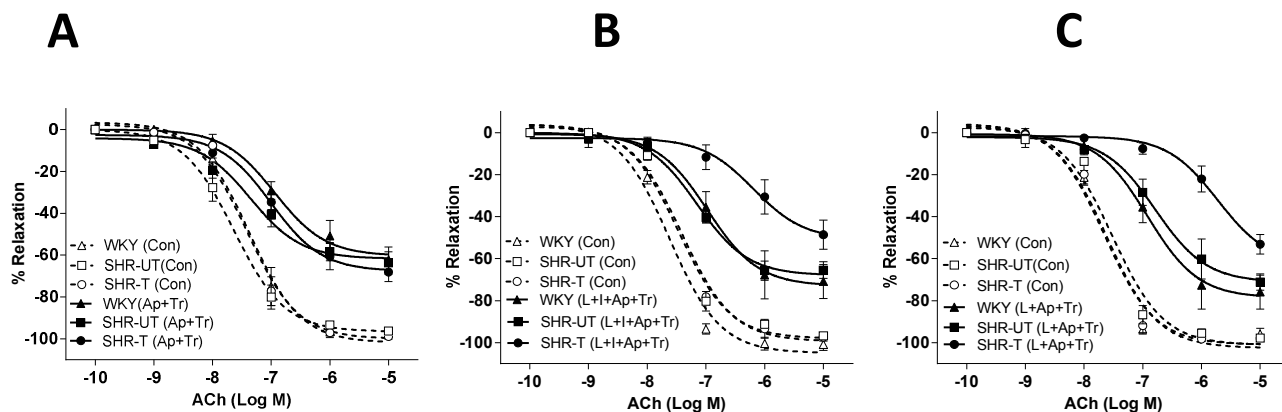 A
B
C
% Relaxation
0
-20
-40
-60
-80
-100
WKY (Con)
SHR-UT(Con)
SHR-T (Con)
WKY(Ap+Tr)
SHR-UT (Ap+Tr)
SHR-T (Ap+Tr)
-10 -9 -8 -7 -6 -5
ACh (Log M)
% Relaxation
0
-20
-40
-60
-80
-100
WKY (Con)
SHR-UT (Con)
SHR-T (Con)
WKY (L+I+Ap+Tr)
SHR-UT (L+I+Ap+Tr)
SHR-T (L+I+Ap+Tr)
-10 -9 -8 -7 -6 -5
ACh (Log M)
% Relaxation
0
-20
-40
-60
-80
-100
WKY (Con)
SHR-UT(Con)
SHR-T (Con)
WKY (L+Ap+Tr)
SHR-UT (L+Ap+Tr)
SHR-T (L+Ap+Tr)
-10 -9 -8 -7 -6 -5
ACh (Log M)